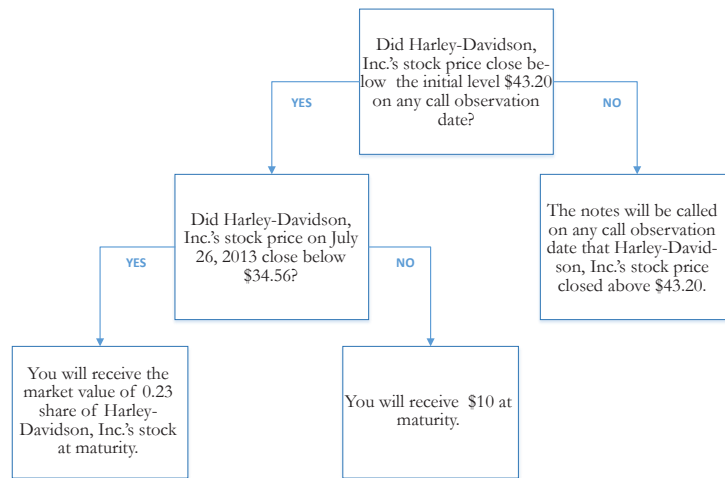 Did Harley-Davidson,
Inc.'s stock price close be-
low the initial level $43.20
on any call observation
date?
YES
NO
Did Harley-Davidson,
Inc.'s stock price on July
26, 2013 close below
$34.56?
The notes will be called
on any call observation
date that Harley-David-
son, Inc.'s stock price
closed above $43.20.
YES
NO
You will receive the
market value of 0.23
share of Harley-
Davidson, Inc.'s stock
at maturity.
You will receive $10 at
maturity.